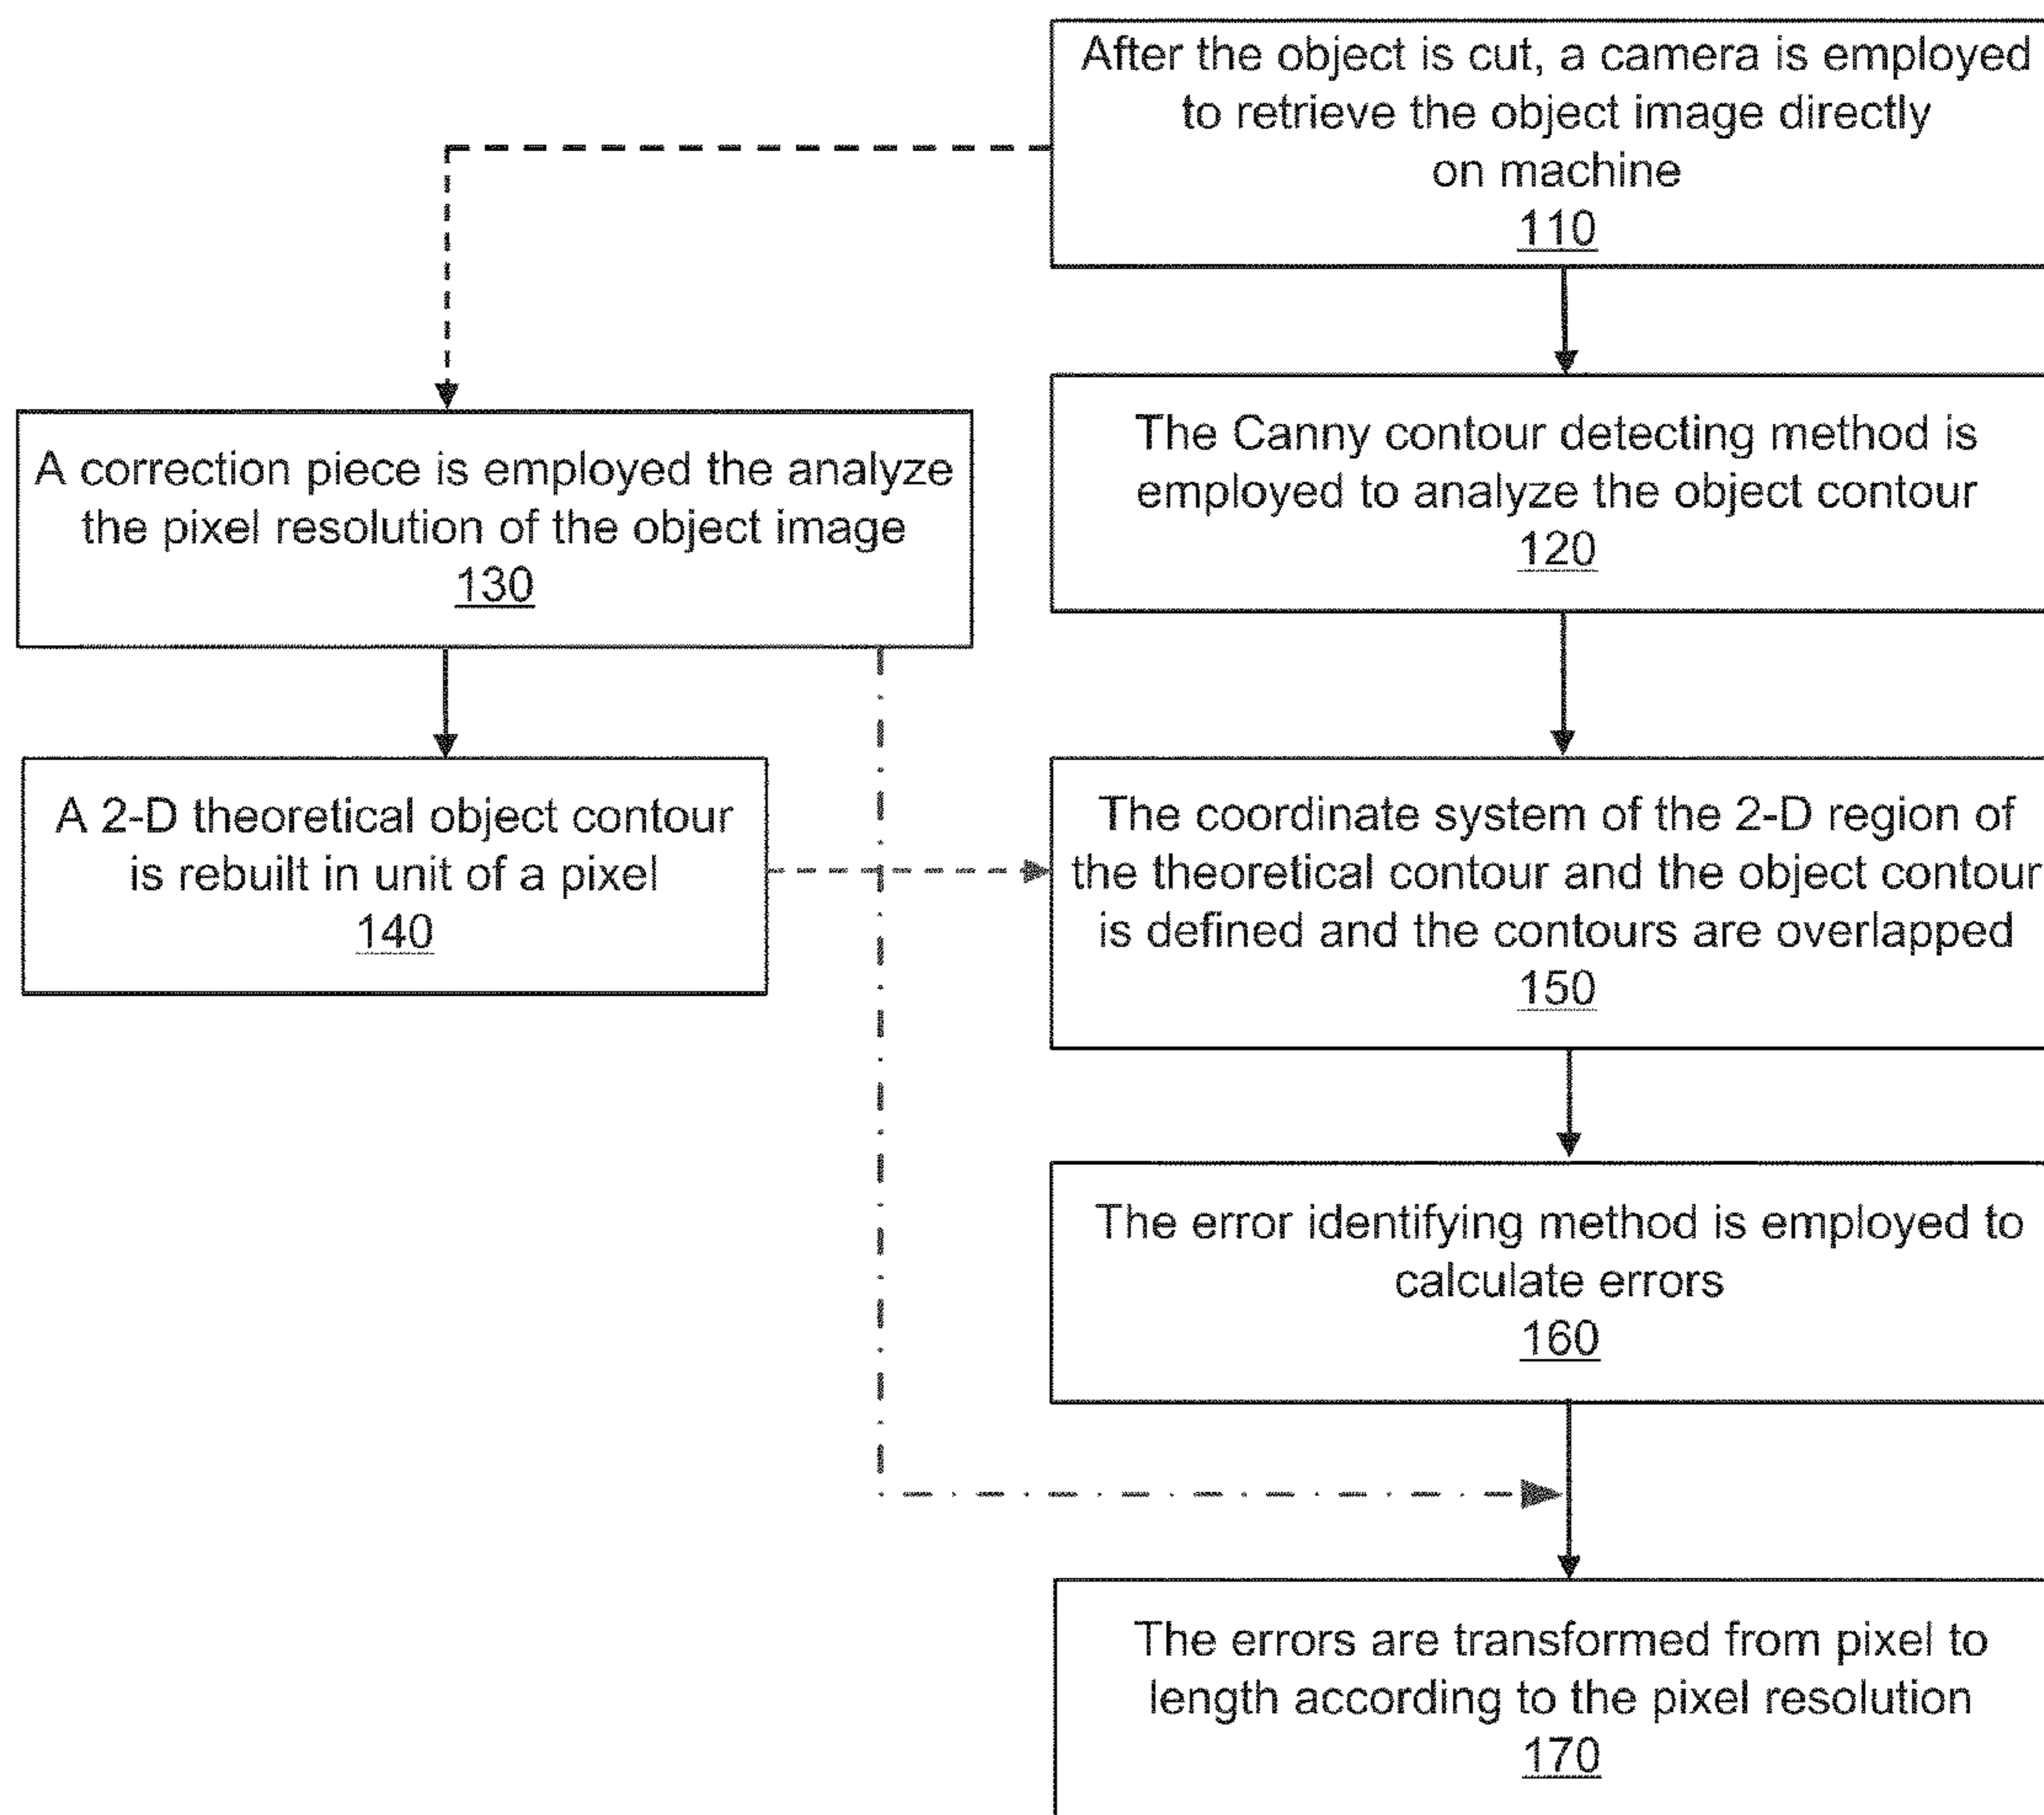 After the object is cut, a camera is employed
to retrieve the object image directly
on machine
110
The Canny contour detecting method is
employed to analyze the object contour
120
A correction piece is employed the analyze
the pixel resolution of the object image
130
A 2-D theoretical object contour
is rebuilt in unit of a pixel
140
The coordinate system of the 2-D region of
the theoretical contour and the object contour
is defined and the contours are overlapped
150
The error identifying method is employed to
calculate errors
160
The errors are transformed from pixel to
length according to the pixel resolution
170